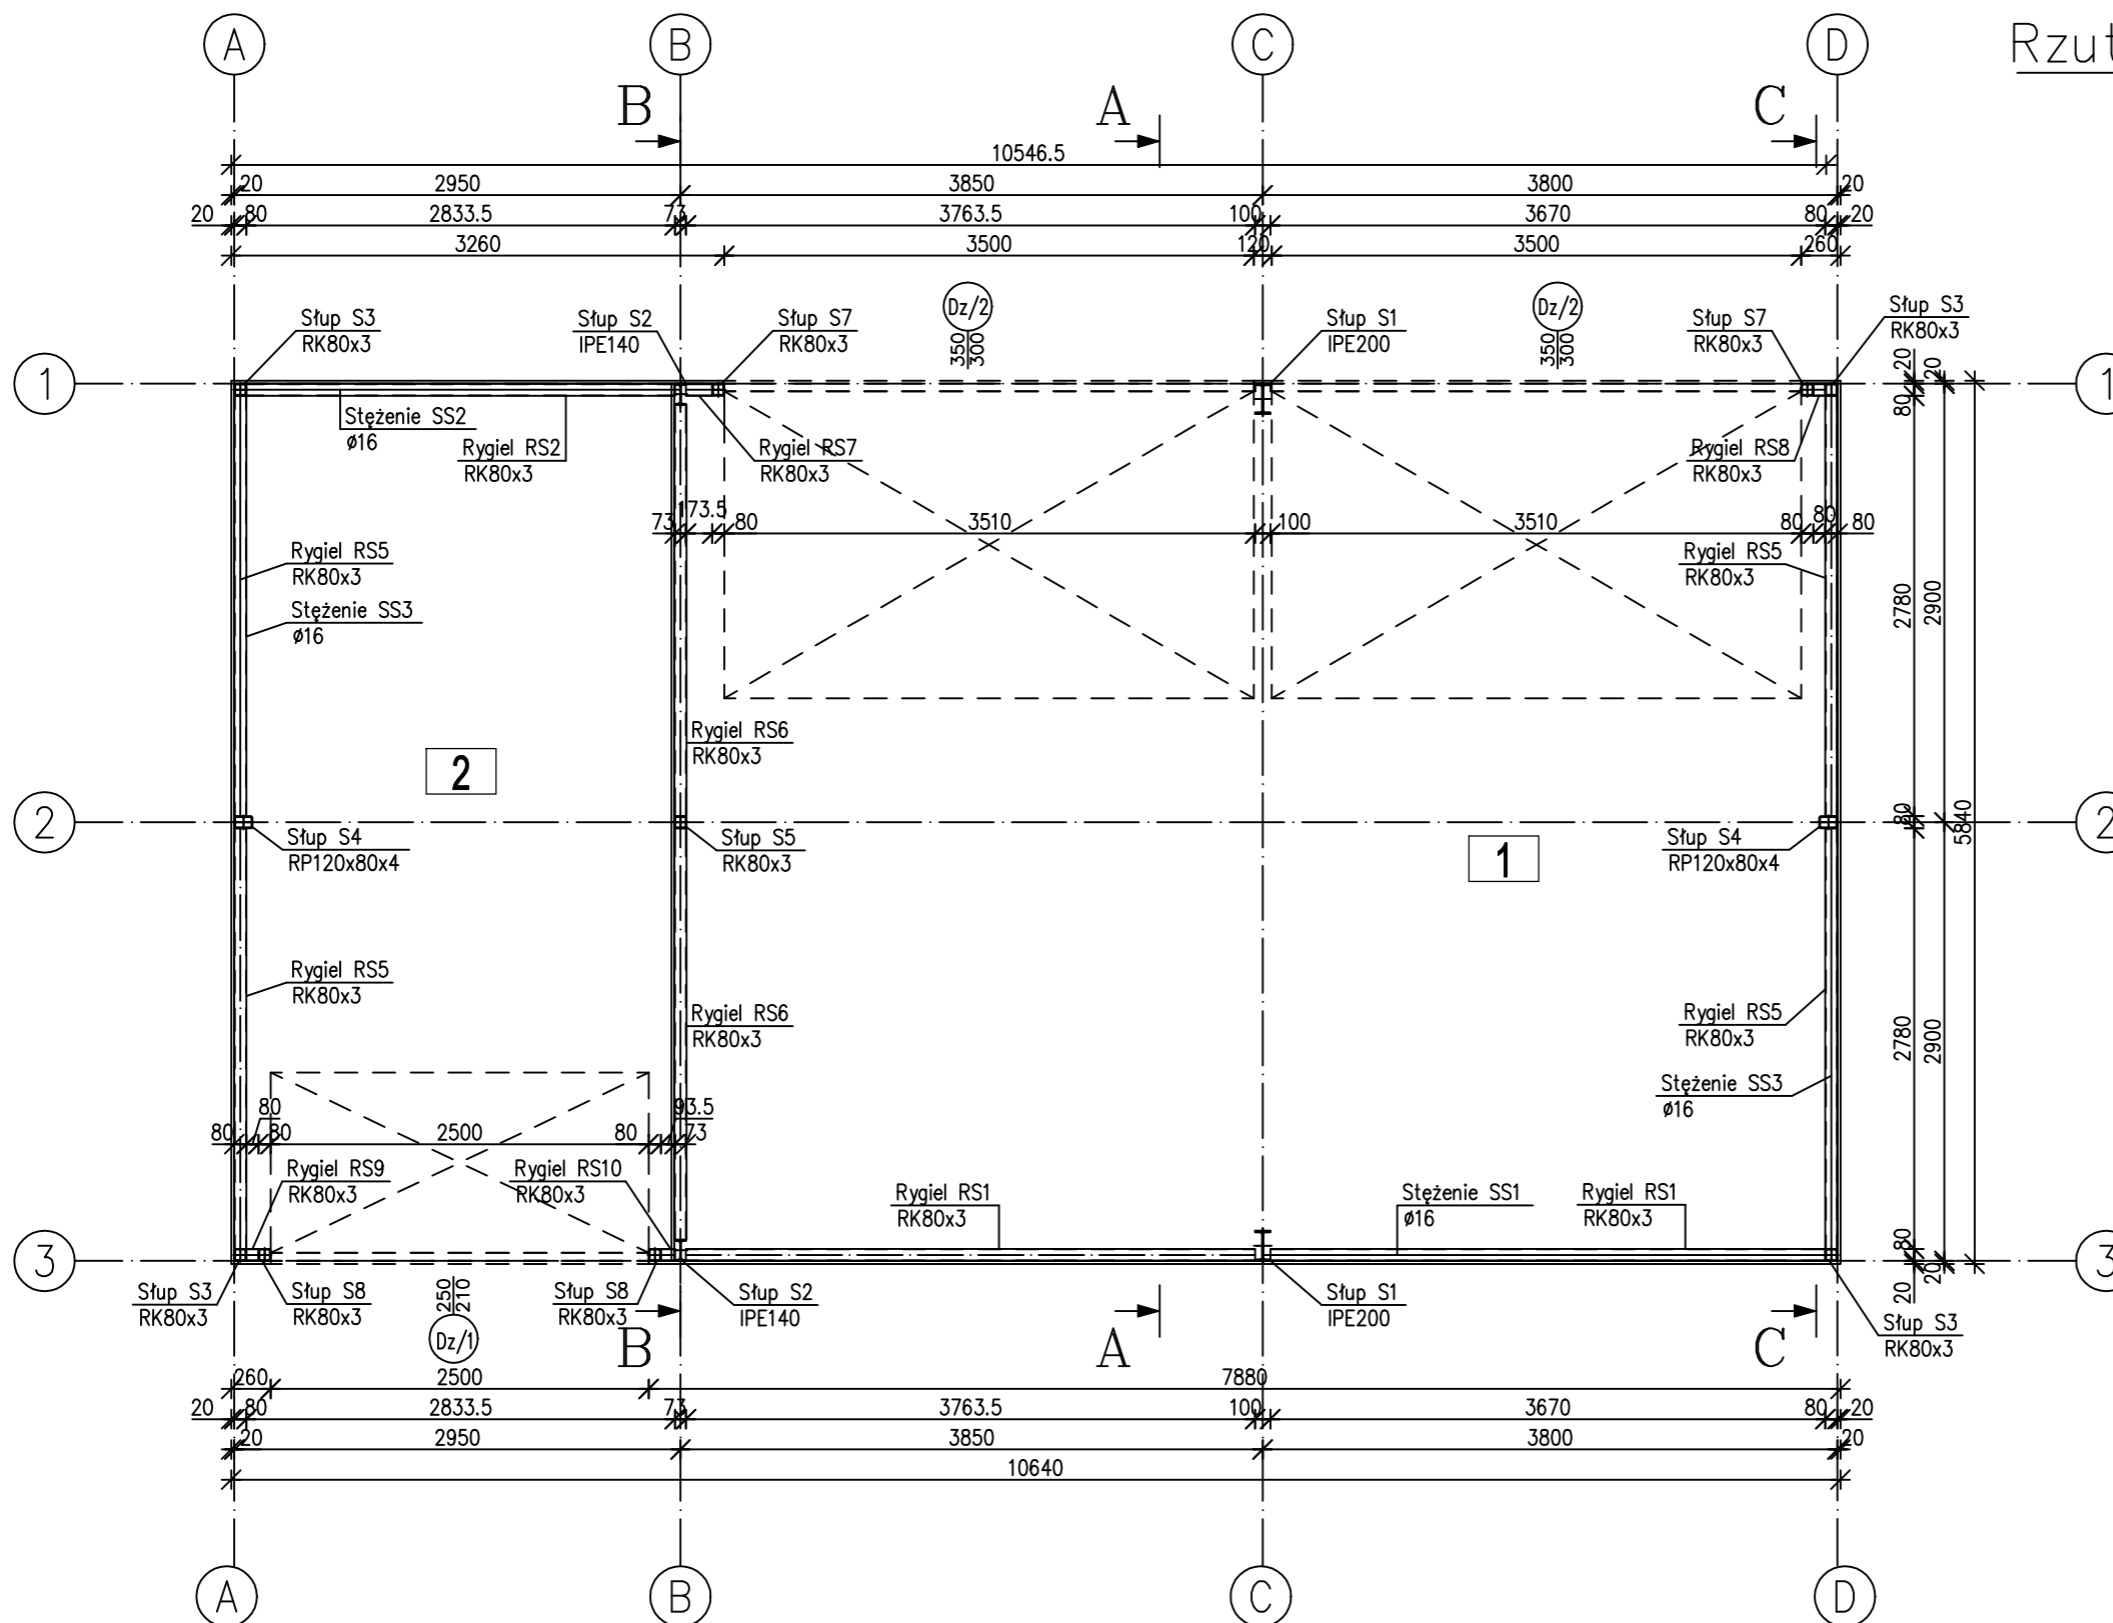 A B C D Rzut
B A C
10546.5
20 2950 3850 3800 20
20 80 2833.5 73 3763.5 100 3670 80 20
3260 3500 120 3500 260
Dz/2 Dz/2
350 350
300 300
Słup S3 Słup S2 Słup S7 Słup S1 Słup S7 Słup S3
RK80x3 IPE140 RK80x3 IPE200 RK80x3 RK80x3
20 20
1 1
80
Stężenie SS2
ø16
Rygiel RS2 Rygiel RS7 Rygiel RS8
RK80x3 RK80x3 RK80x3
73 173.5 80 3510 100 3510 80 80 80
Rygiel RS5 Rygiel RS5
RK80x3 RK80x3
Stężenie SS3
ø16
2780 2900
Rygiel RS6
RK80x3
2
2 2
80 5840
Słup S4 Słup S5 Słup S4
RP120x80x4 RK80x3 RP120x80x4
1
Rygiel RS5 Rygiel RS6 Rygiel RS5
RK80x3 RK80x3 RK80x3
2780 2900
Stężenie SS3
ø16
80 80 80 2500 80 93.5 73
Rygiel RS9 Rygiel RS10 Rygiel RS1 Stężenie SS1 Rygiel RS1
RK80x3 RK80x3 RK80x3 ø16 RK80x3
80
3 3
20 20
Słup S3 Słup S8 250 Słup S8 Słup S2 Słup S1 Słup S3
RK80x3 RK80x3 210 RK80x3 IPE140 IPE200 RK80x3
Dz/1
B A C
260 2500 7880
20 80 2833.5 73 3763.5 100 3670 80 20
20 2950 3850 3800 20
10640
A B C D